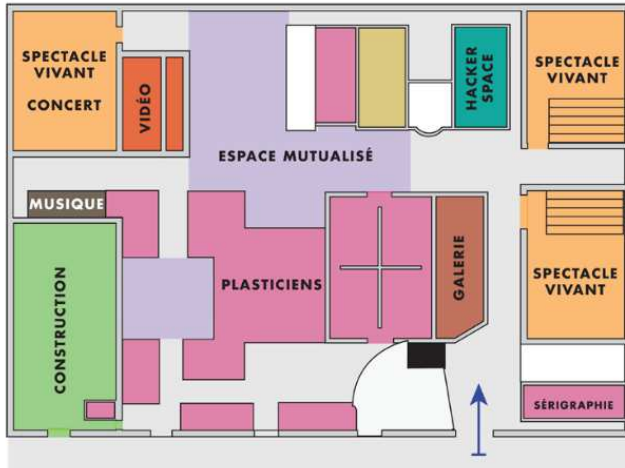 SPECTACLE
VIVANT
CONCERT
VIDÉO
HACKER
SPACE
SPECTACLE
VIVANT
ESPACE MUTUALISÉ
MUSIQUE
CONSTRUCTION
PLASTICIENS
GALERIE
SPECTACLE
VIVANT
SÉRIGRAPHIE